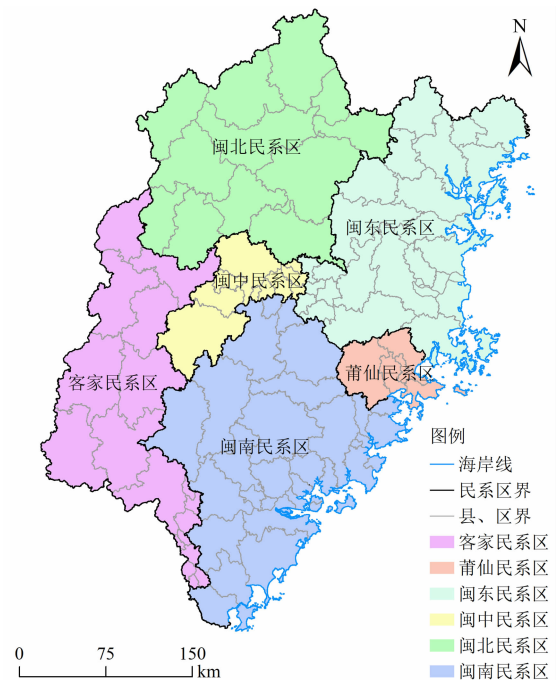 N
闽北民系区
闽东民系区
闽中民系区
客家民系区
莆仙民系区
闽南民系区
图例
海岸线
民系区界
县、区界
客家民系区
莆仙民系区
闽东民系区
闽中民系区
闽北民系区
闽南民系区
0 75 150
km